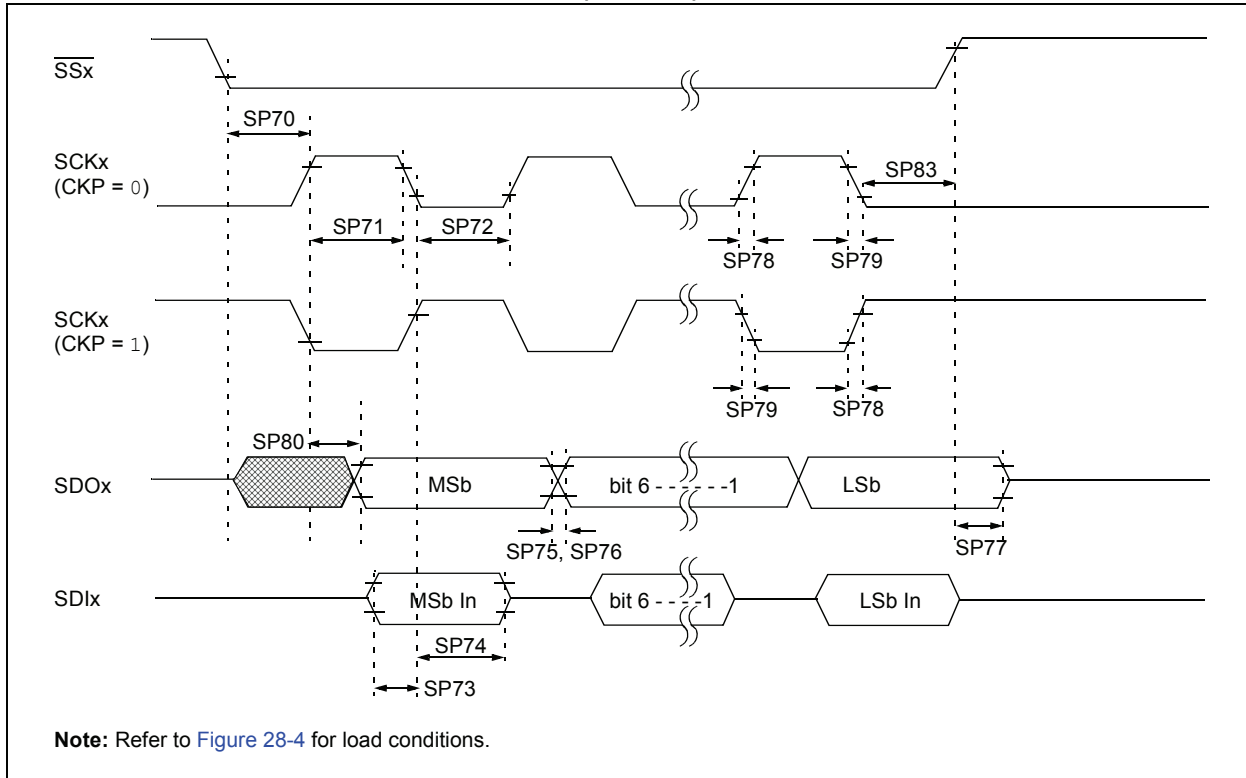 SSx
SP70
SCKx
(CKP = 0)
SP83
SP71
SP72
SP78
SP79
SCKx
(CKP = 1)
SP79
SP78
SP80
SDOx
MSb
bit 6 - - - - - -1
LSb
SP75, SP76
SP77
SDIx
MSb In
bit 6 - - - - -1
LSb In
SP74
SP73
Note: Refer to Figure 28-4 for load conditions.